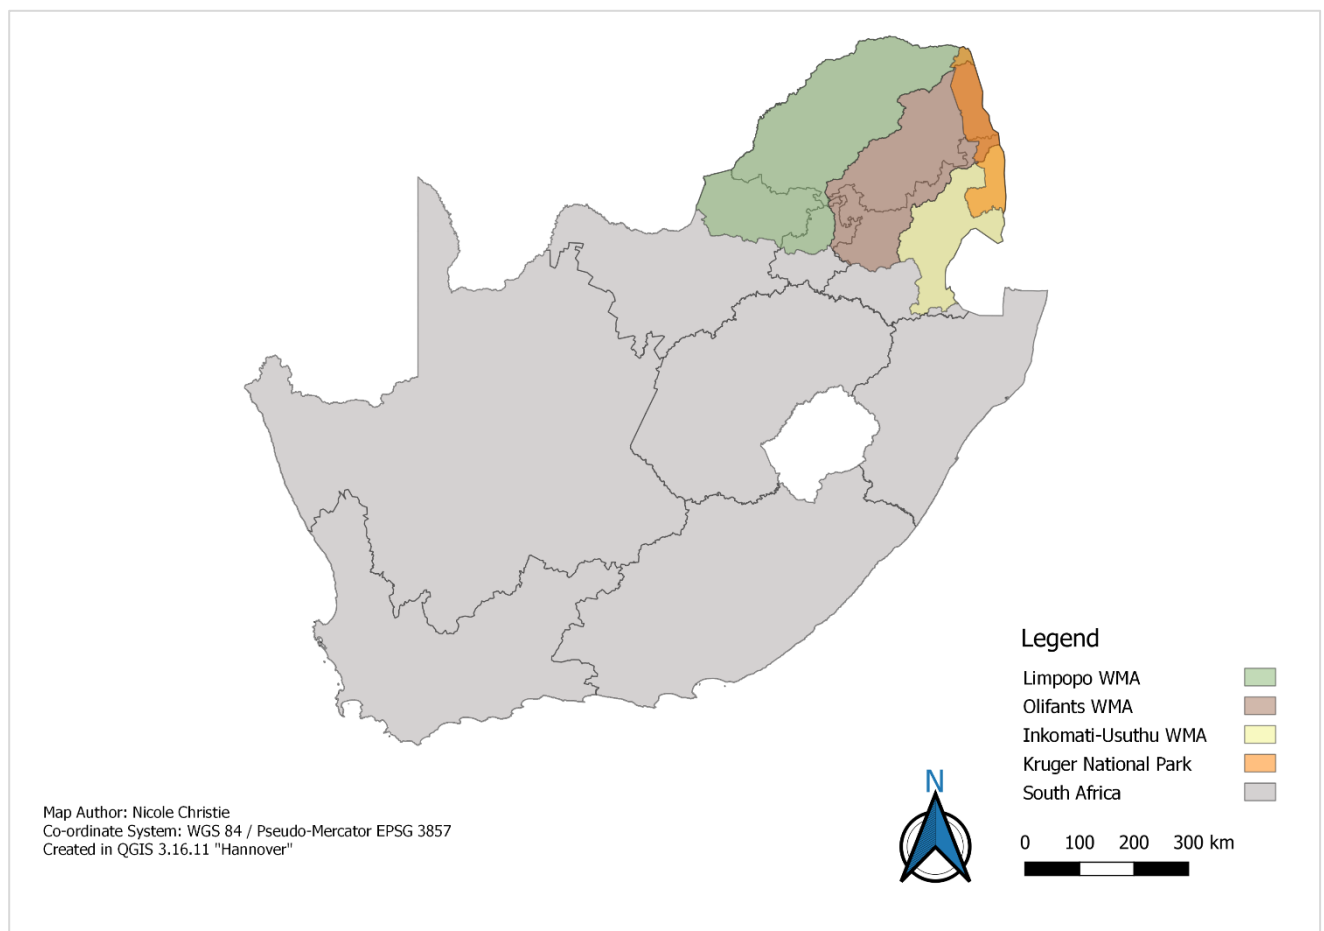 Legend
Limpopo WMA
Olifants WMA
Inkomati-Usuthu WMA
Kruger National Park
South Africa
N
0 100 200 300 km
Map Author: Nicole Christie
Co-ordinate System: WGS 84 / Pseudo-Mercator EPSG 3857
Created in QGIS 3.16.11 "Hannover"